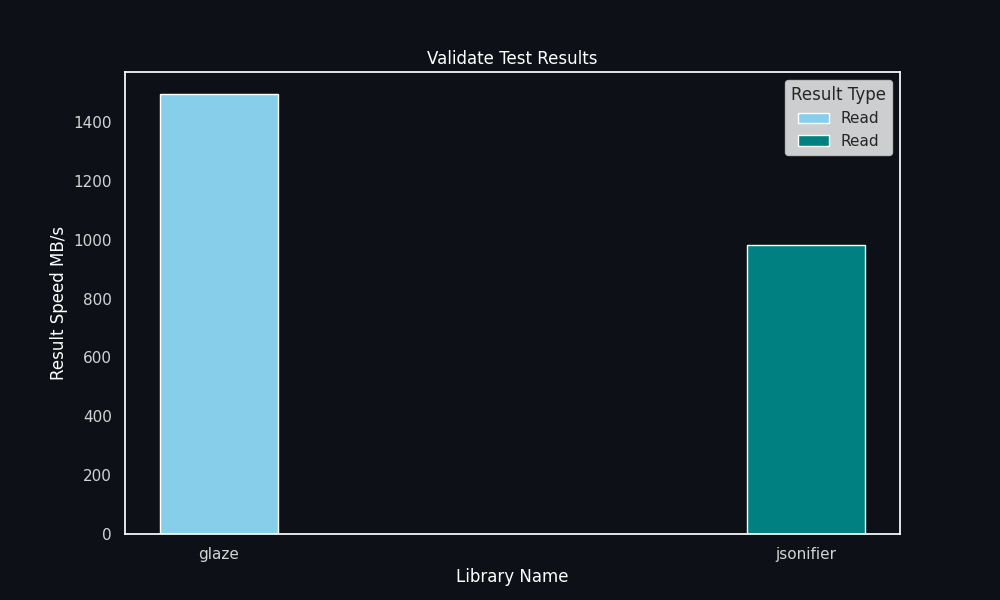 Validate Test Results
Result Type
Read
Read
1400
1200
1000
800
600
400
200
0
Result Speed MB/s
glaze
jsonifier
Library Name